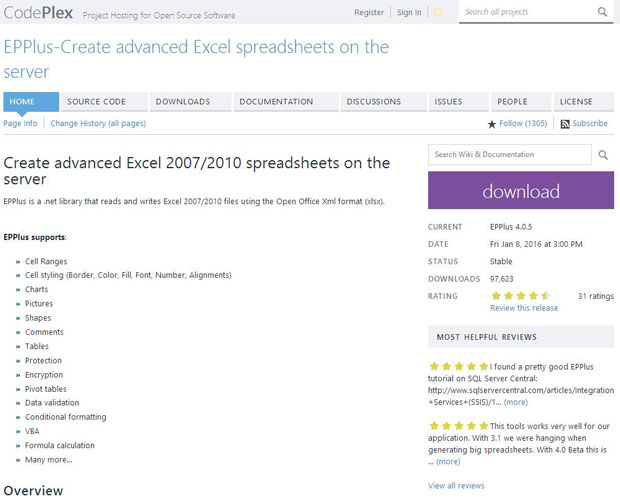 CodePlex Project Hosting for Open Source Software
Register Sign In Search all projects
EPPlus-Create advanced Excel spreadsheets on the
server
HOME SOURCE CODE DOWNLOADS DOCUMENTATION DISCUSSIONS ISSUES PEOPLE LICENSE
Page Info Change History (all pages) Follow (1305) Subscribe
Create advanced Excel 2007/2010 spreadsheets on the
server
EPPlus is a .net library that reads and writes Excel 2007/2010 files using the Open Office Xml format (xlsx).
EPPlus supports:
» Cell Ranges
» Cell styling (Border, Color, Fill, Font, Number, Alignments)
» Charts
» Pictures
» Shapes
» Comments
» Tables
» Protection
» Encryption
» Pivot tables
» Data validation
» Conditional formatting
» VBA
» Formula calculation
» Many more...
Overview
Search Wiki & Documentation
download
CURRENT EPPlus 4.0.5
DATE Fri Jan 8, 2016 at 3:00 PM
STATUS Stable
DOWNLOADS 97,623
RATING 31 ratings
Review this release
MOST HELPFUL REVIEWS
I found a pretty good EPPlus
tutorial on SQL Server Central:
http://www.sqlservercentral.com/articles/Integration
+Services+(SSIS)/1... (more)
This tools works very well for our
application. With 3.1 we were hanging when
generating big spreadsheets. With 4.0 Beta this is
... (more)
View all reviews